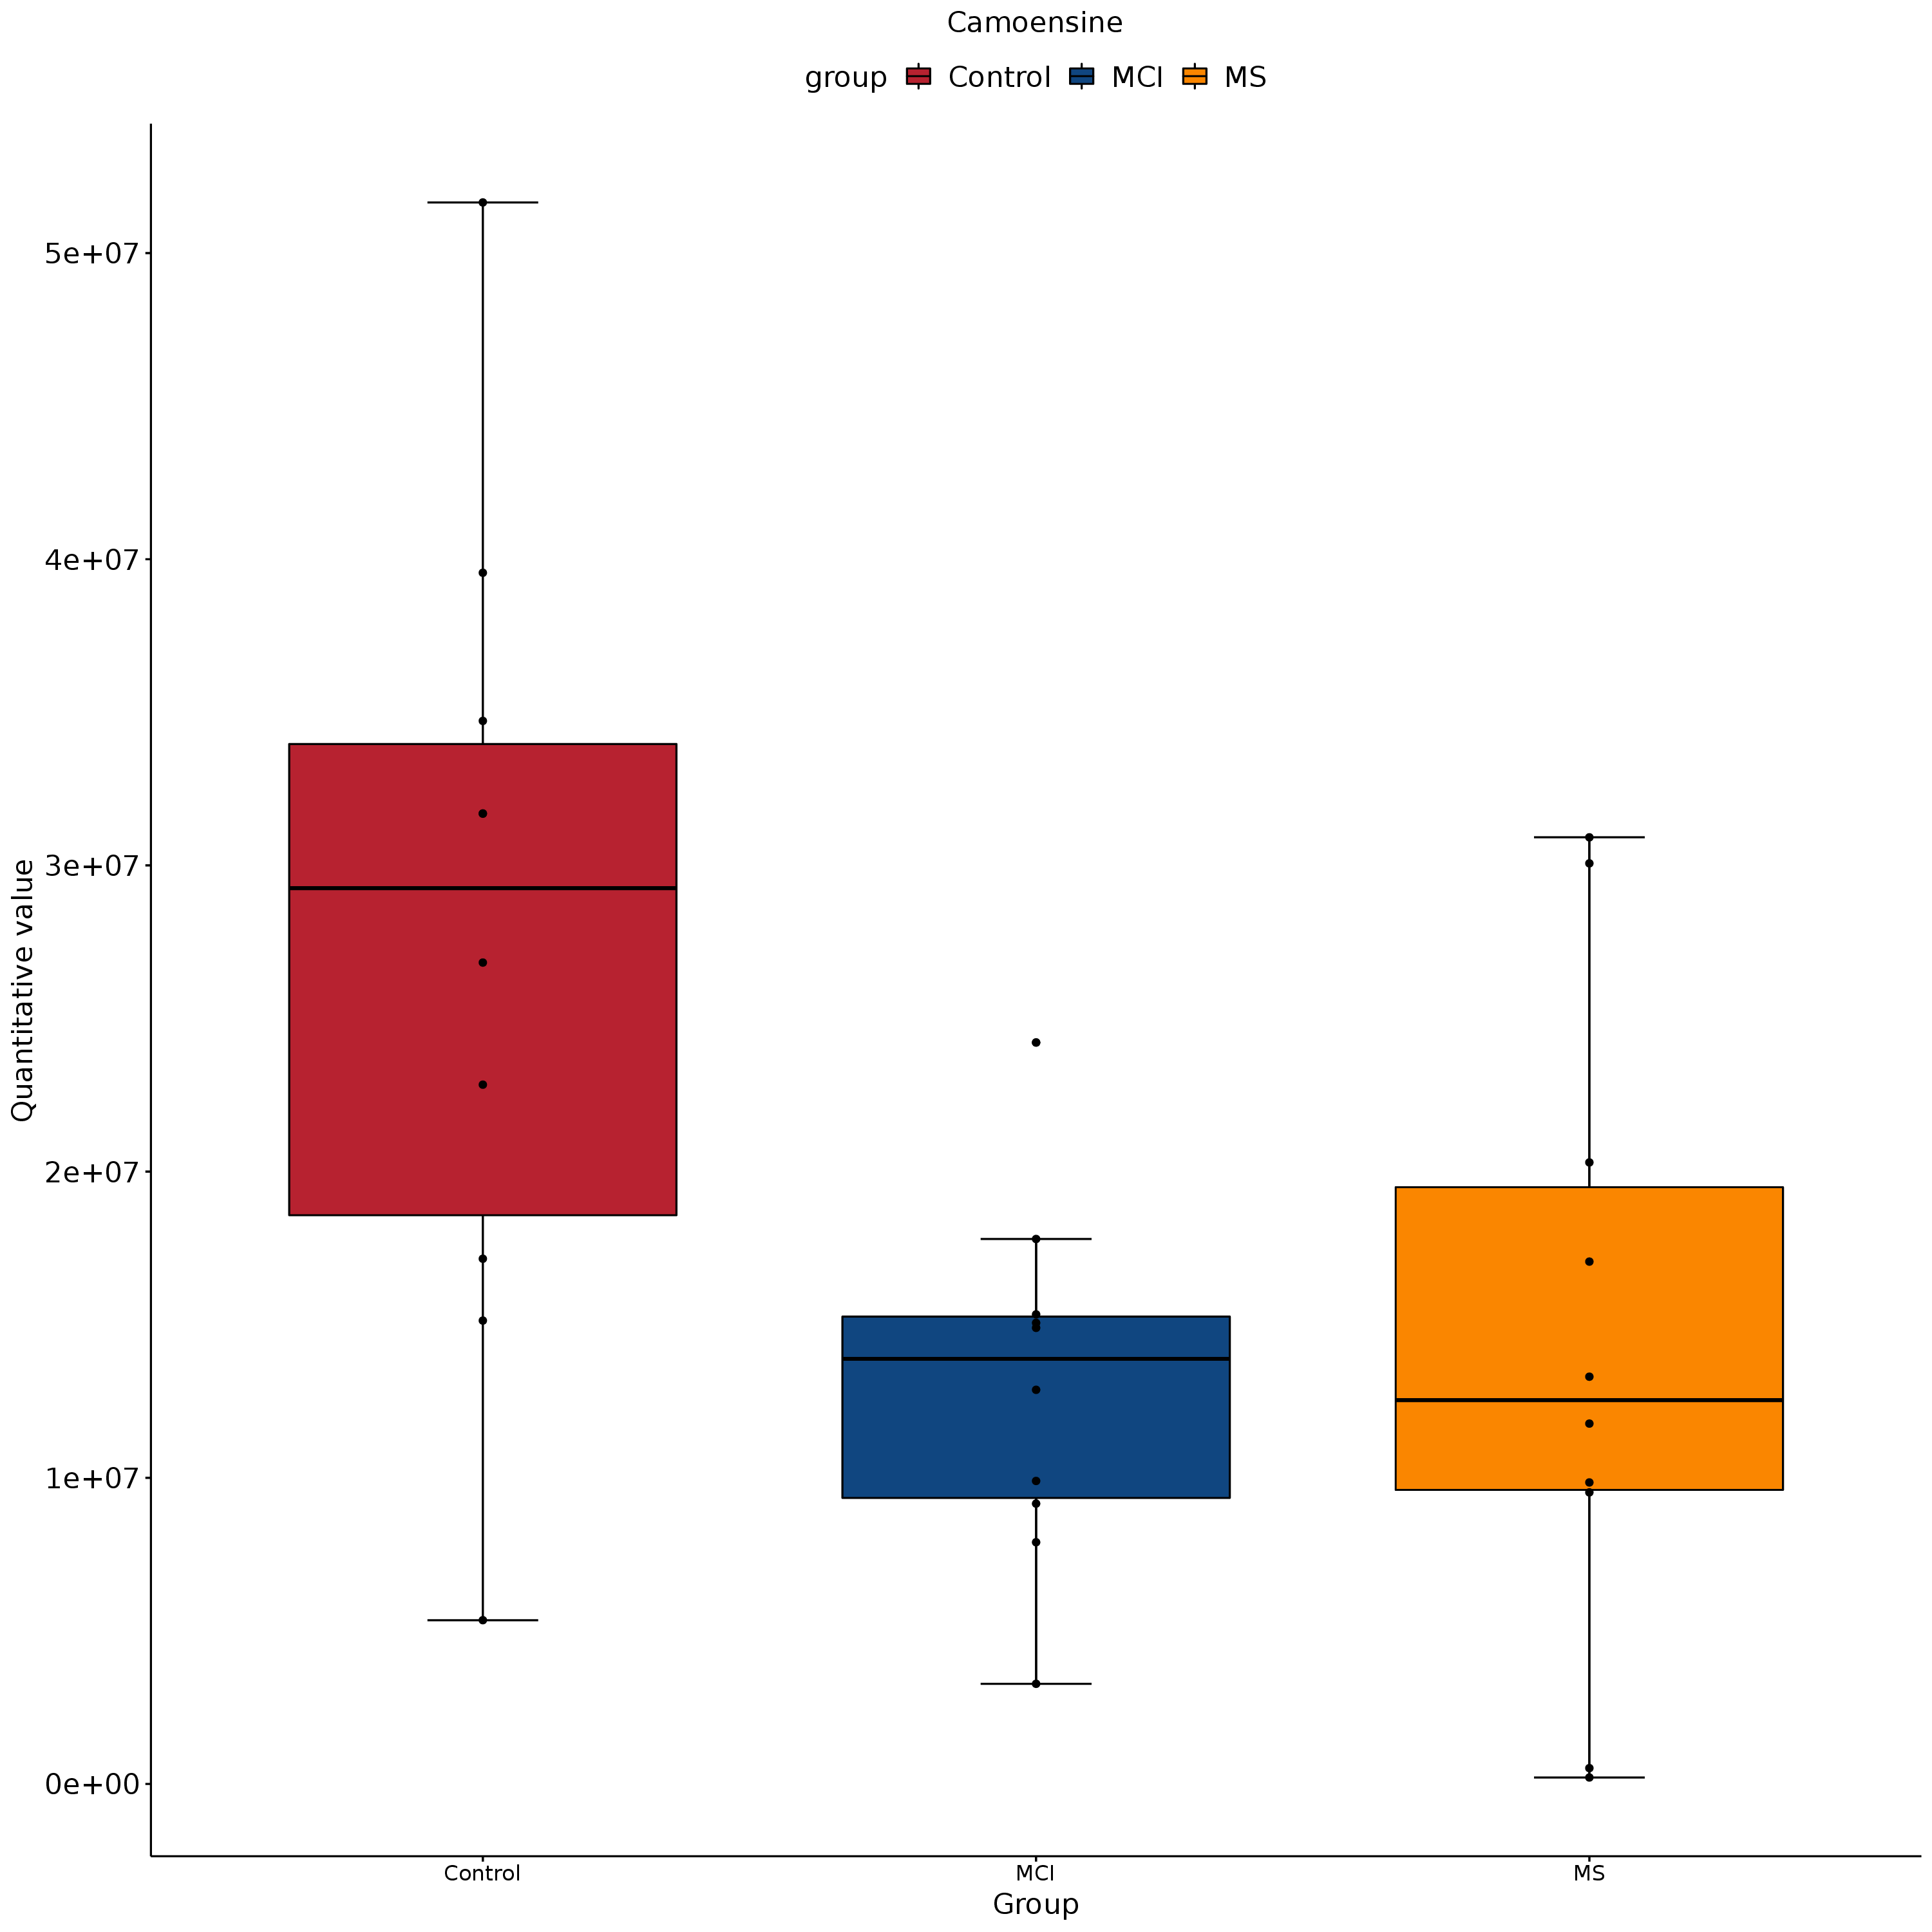 Camoensine
group Control MCI MS
Quantitative value
5e+07
4e+07
3e+07
2e+07
1e+07
0e+00
Control MCI MS
Group